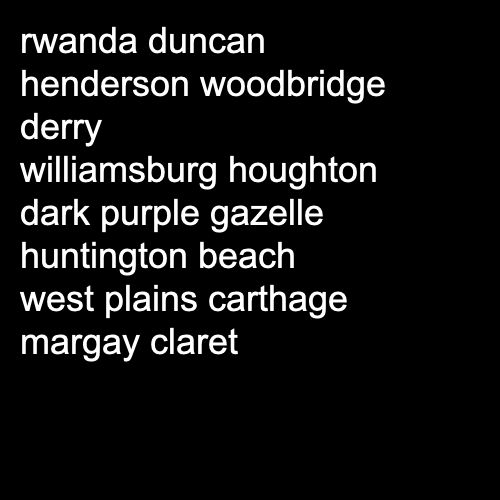 rwanda duncan
henderson woodbridge
derry
williamsburg houghton
dark purple gazelle
huntington beach
west plains carthage
margay claret